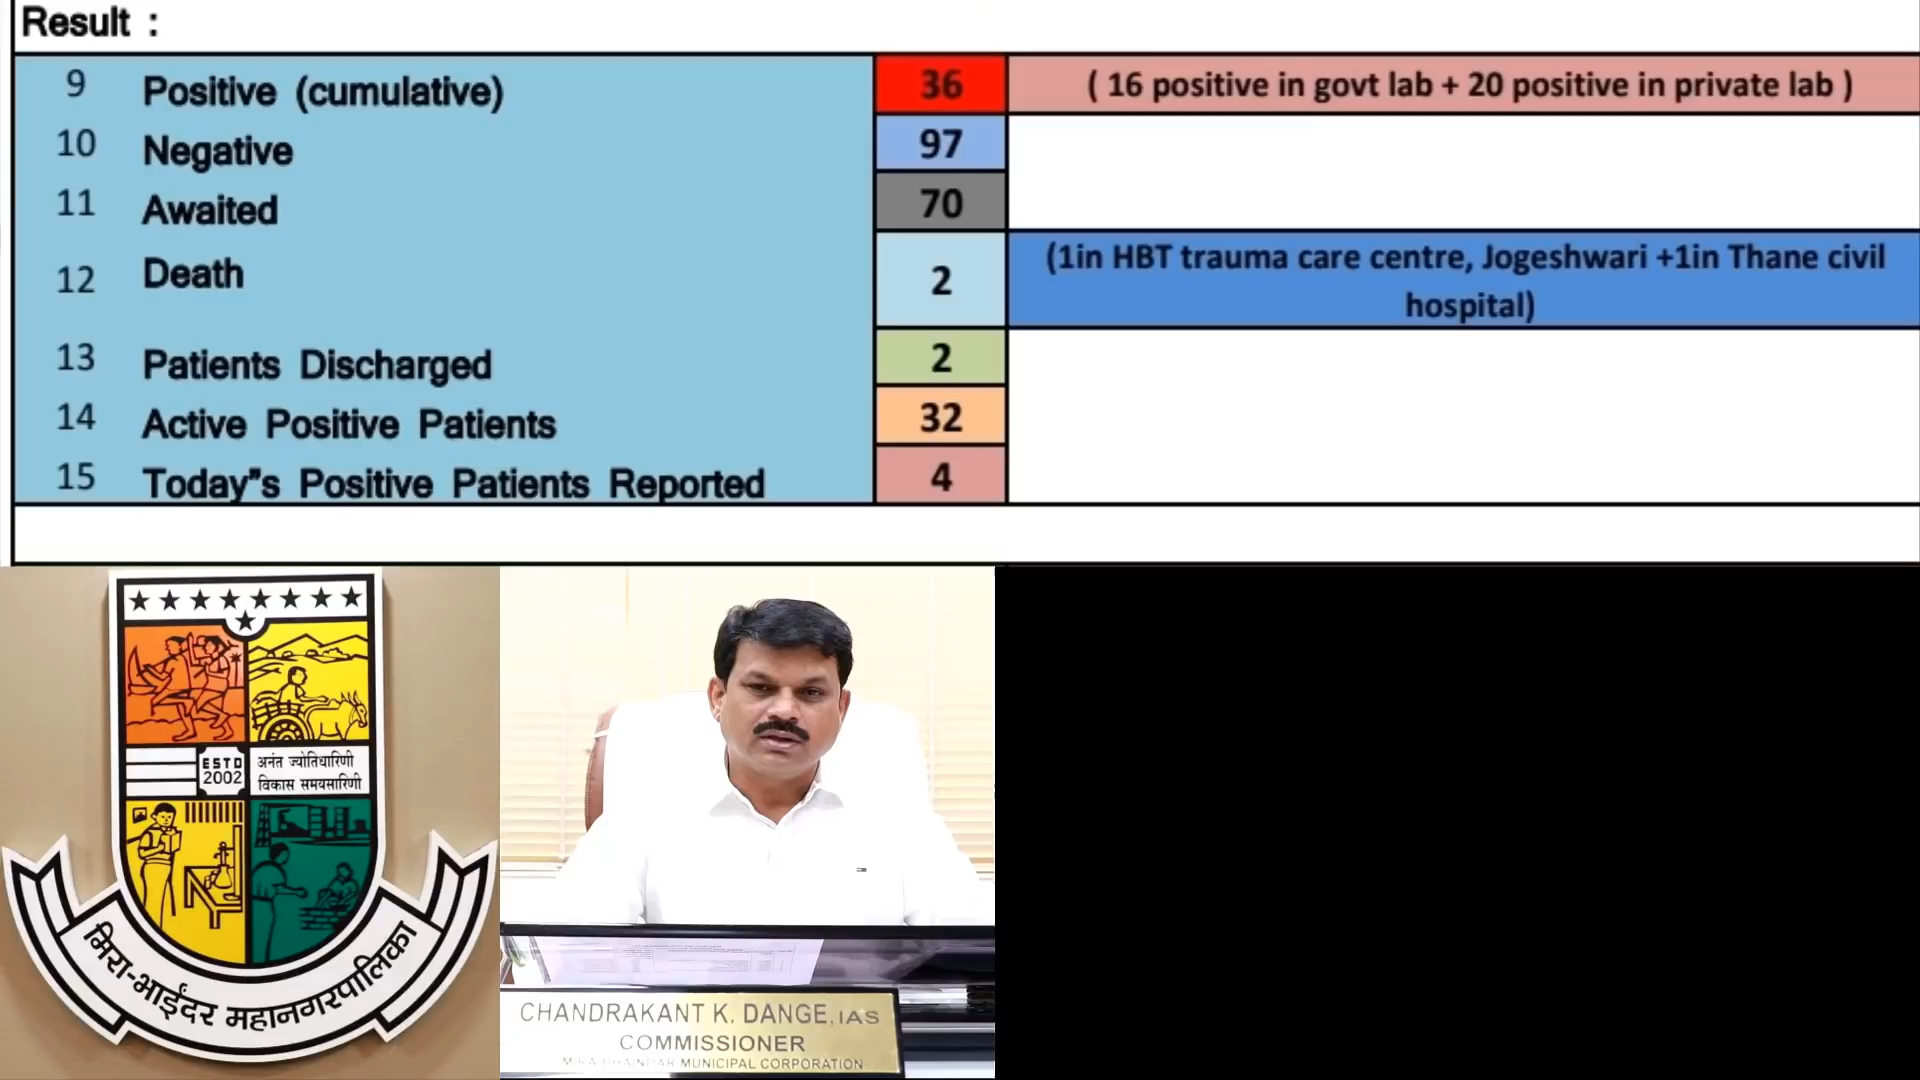 Result :
9 Positive (cumulative) 36 ( 16 positive in govt lab + 20 positive in private lab )
10 Negative 97
11 Awaited 70
12 Death 2 (1in HBT trauma care centre, Jogeshwari +1in Thane civil
hospital)
13 Patients Discharged 2
14 Active Positive Patients 32
15 Today"s Positive Patients Reported 4
ESTD
2002
अनंत ज्योतिधारिणी
विकास समयसारिणी
मिरा-भाईंदर महानगरपालिका
CHANDRAKANT K. DANGE, IAS
COMMISSIONER
MIRA BHAINDAR MUNICIPAL CORPORATION